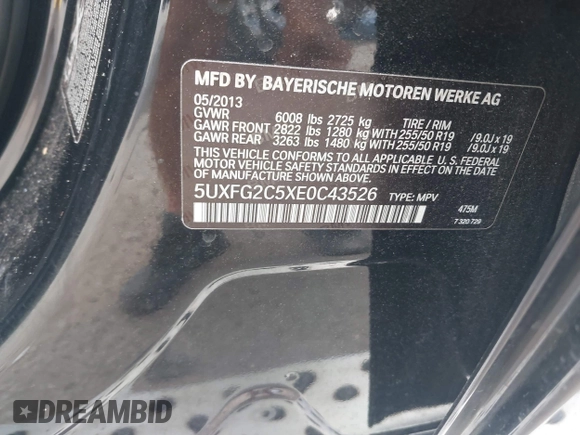 MFD BY BAYERISCHE MOTOREN WERKE AG
05/2013
GVWR 6008 lbs 2725 kg TIRE / RIM
GAWR FRONT 2822 lbs 1280 kg WITH 255/50 R19 /9.0J x 19
GAWR REAR 3263 lbs 1480 kg WITH 255/50 R19 /9.0J x 19
THIS VEHICLE CONFORMS TO ALL APPLICABLE U. S. FEDERAL
MOTOR VEHICLE SAFETY STANDARDS IN EFFECT ON THE DATE
OF MANUFACTURE SHOWN ABOVE.
5UXFG2C5XE0C43526 TYPE: MPV
475M
7 320 729
DREAMBID